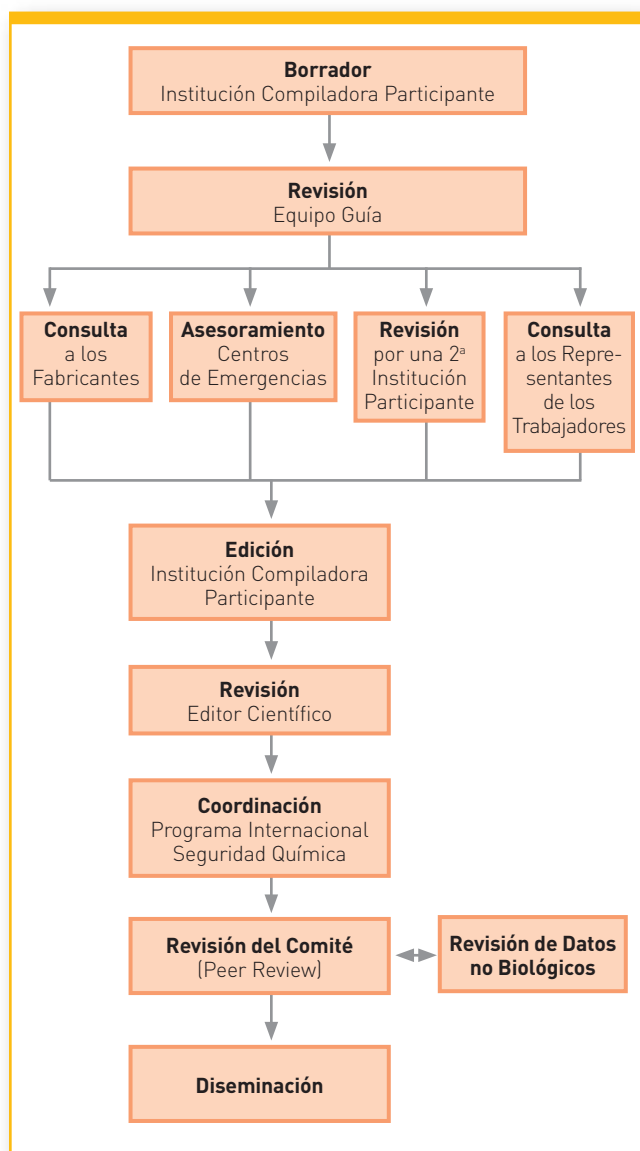 Borrador
Institución Compiladora Participante
Revisión
Equipo Guía
Consulta
a los
Fabricantes
Asesoramiento
Centros
de Emergencias
Revisión
por una 2ª
Institución
Participante
Consulta
a los Repre-
sentantes
de los
Trabajadores
Edición
Institución Compiladora
Participante
Revisión
Editor Científico
Coordinación
Programa Internacional
Seguridad Química
Revisión del Comité
(Peer Review)
Revisión de Datos
no Biológicos
Diseminación